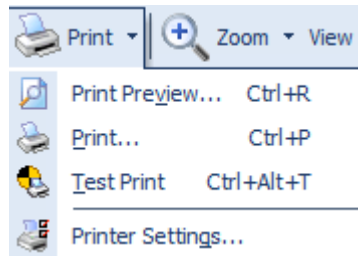 Print Zoom View
Print Preview... Ctrl+R
Print... Ctrl+P
Test Print Ctrl+Alt+T
Printer Settings...